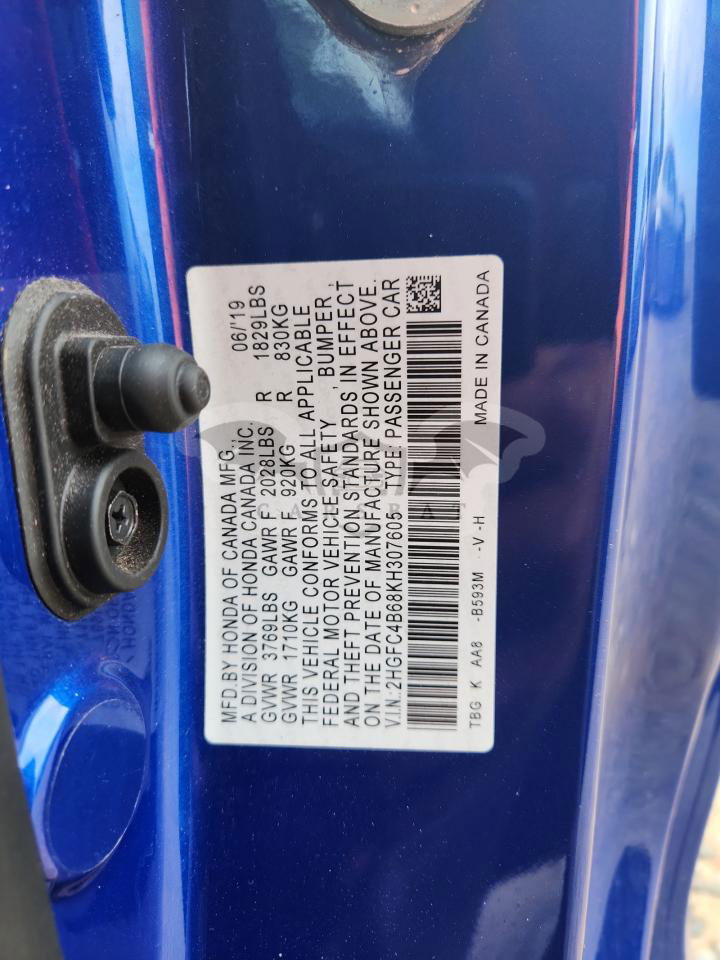 MFD.BY HONDA OF CANADA MFG., 06/'19
A DIVISION OF HONDA CANADA INC.
GVWR 3769LBS GAWR F 2028LBS R 1829LBS
GVWR 1710KG GAWR F 920KG R 830KG
THIS VEHICLE CONFORMS TO ALL APPLICABLE
FEDERAL MOTOR VEHICLE SAFETY , BUMPER ,
AND THEFT PREVENTION STANDARDS IN EFFECT
ON THE DATE OF MANUFACTURE SHOWN ABOVE.
V.I.N.:2HGFC4B68KH307605 TYPE: PASSENGER CAR
TBG K AA8 -B593M -V -H MADE IN CANADA